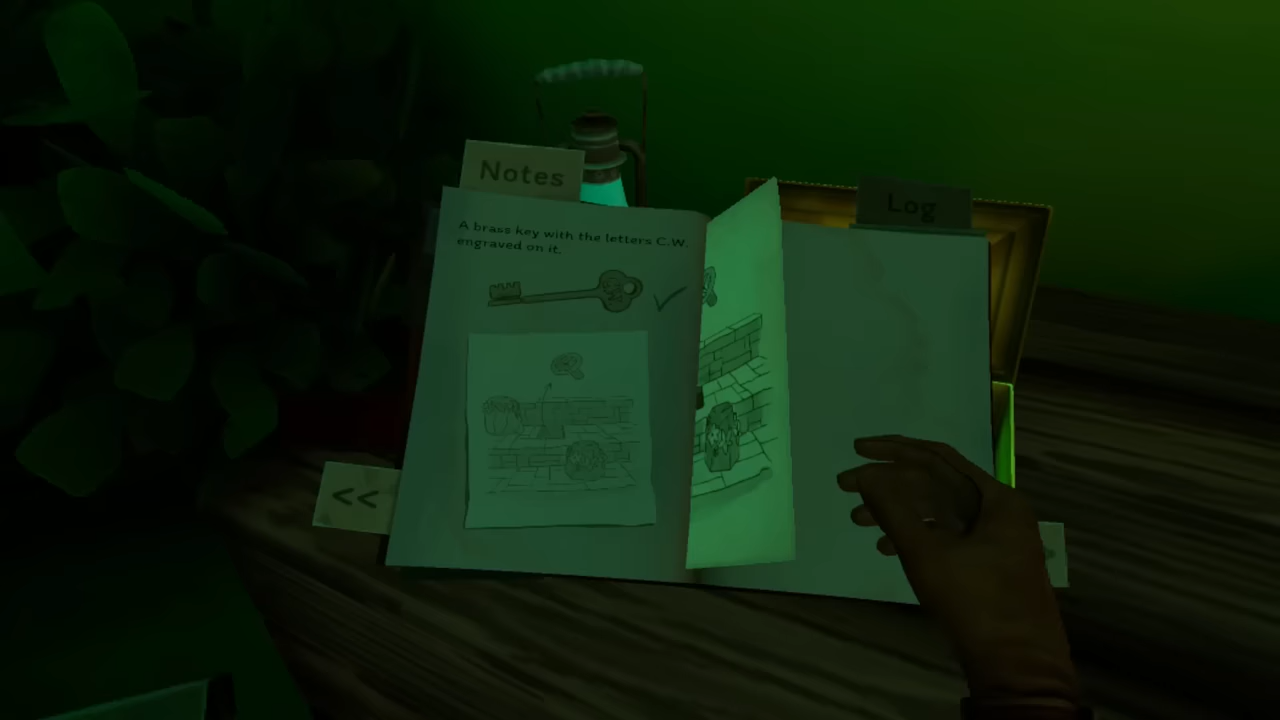 Notes
Log
A brass key with the letters C.W.
engraved on it.
<<